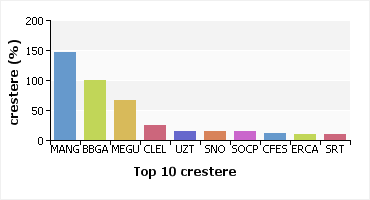 200
150
100
50
0
crestere (%)
MANG BBGA MEGU CLEL UZT SNO SOCP CFES ERCA SRT
Top 10 crestere